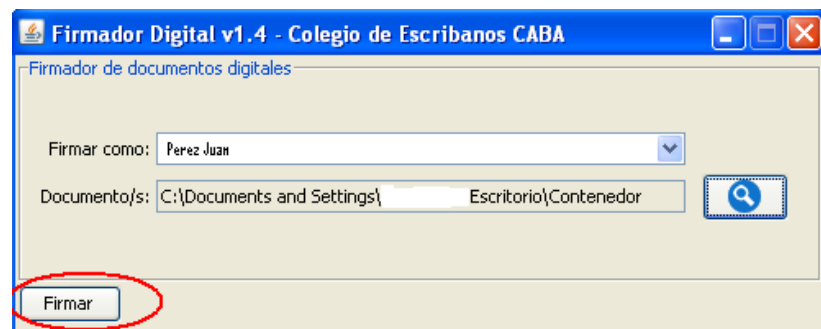 Firmador Digital v1.4 - Colegio de Escribanos CABA
Firmador de documentos digitales
Firmar como: Perez Juan
Documento/s: C:\Documents and Settings\ Escritorio\Contenedor
Firmar